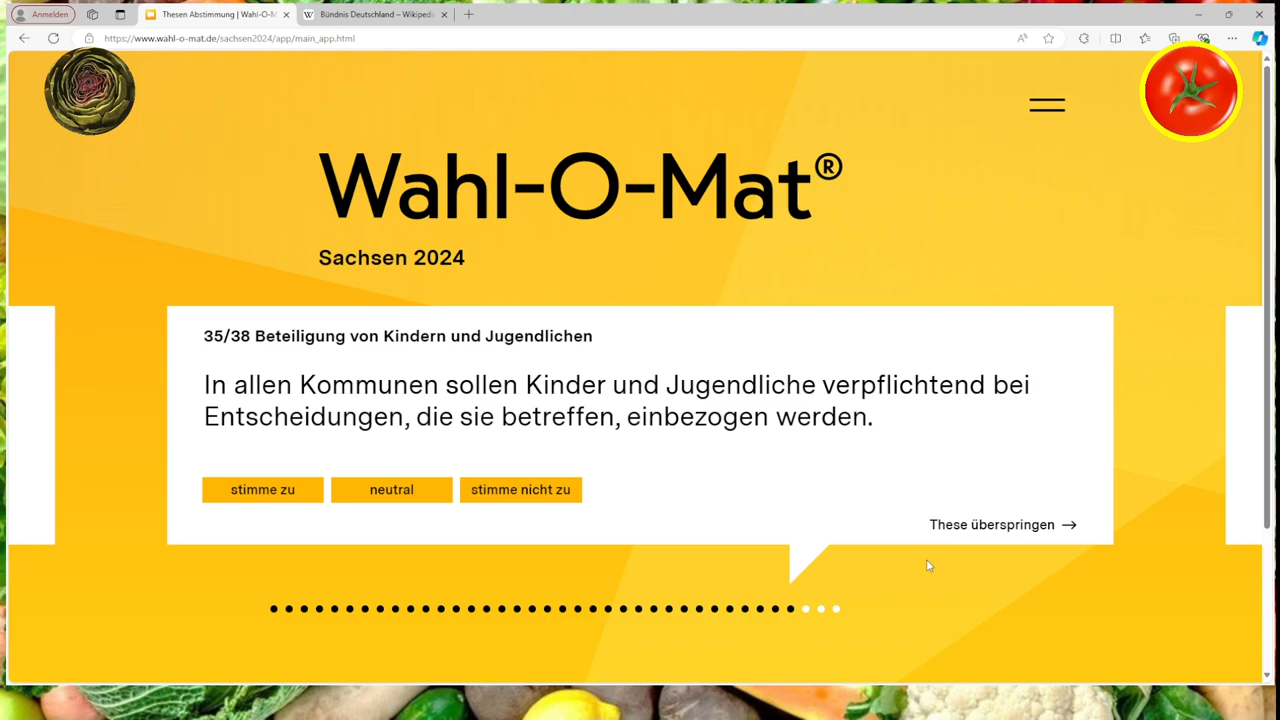 Anmelden
Thesen Abstimmung | Wahl-O-M
Bündnis Deutschland – Wikipedi
https://www.wahl-o-mat.de/sachsen2024/app/main_app.html
Wahl-O-Mat®
Sachsen 2024
35/38 Beteiligung von Kindern und Jugendlichen
In allen Kommunen sollen Kinder und Jugendliche verpflichtend bei
Entscheidungen, die sie betreffen, einbezogen werden.
stimme zu
neutral
stimme nicht zu
These überspringen →